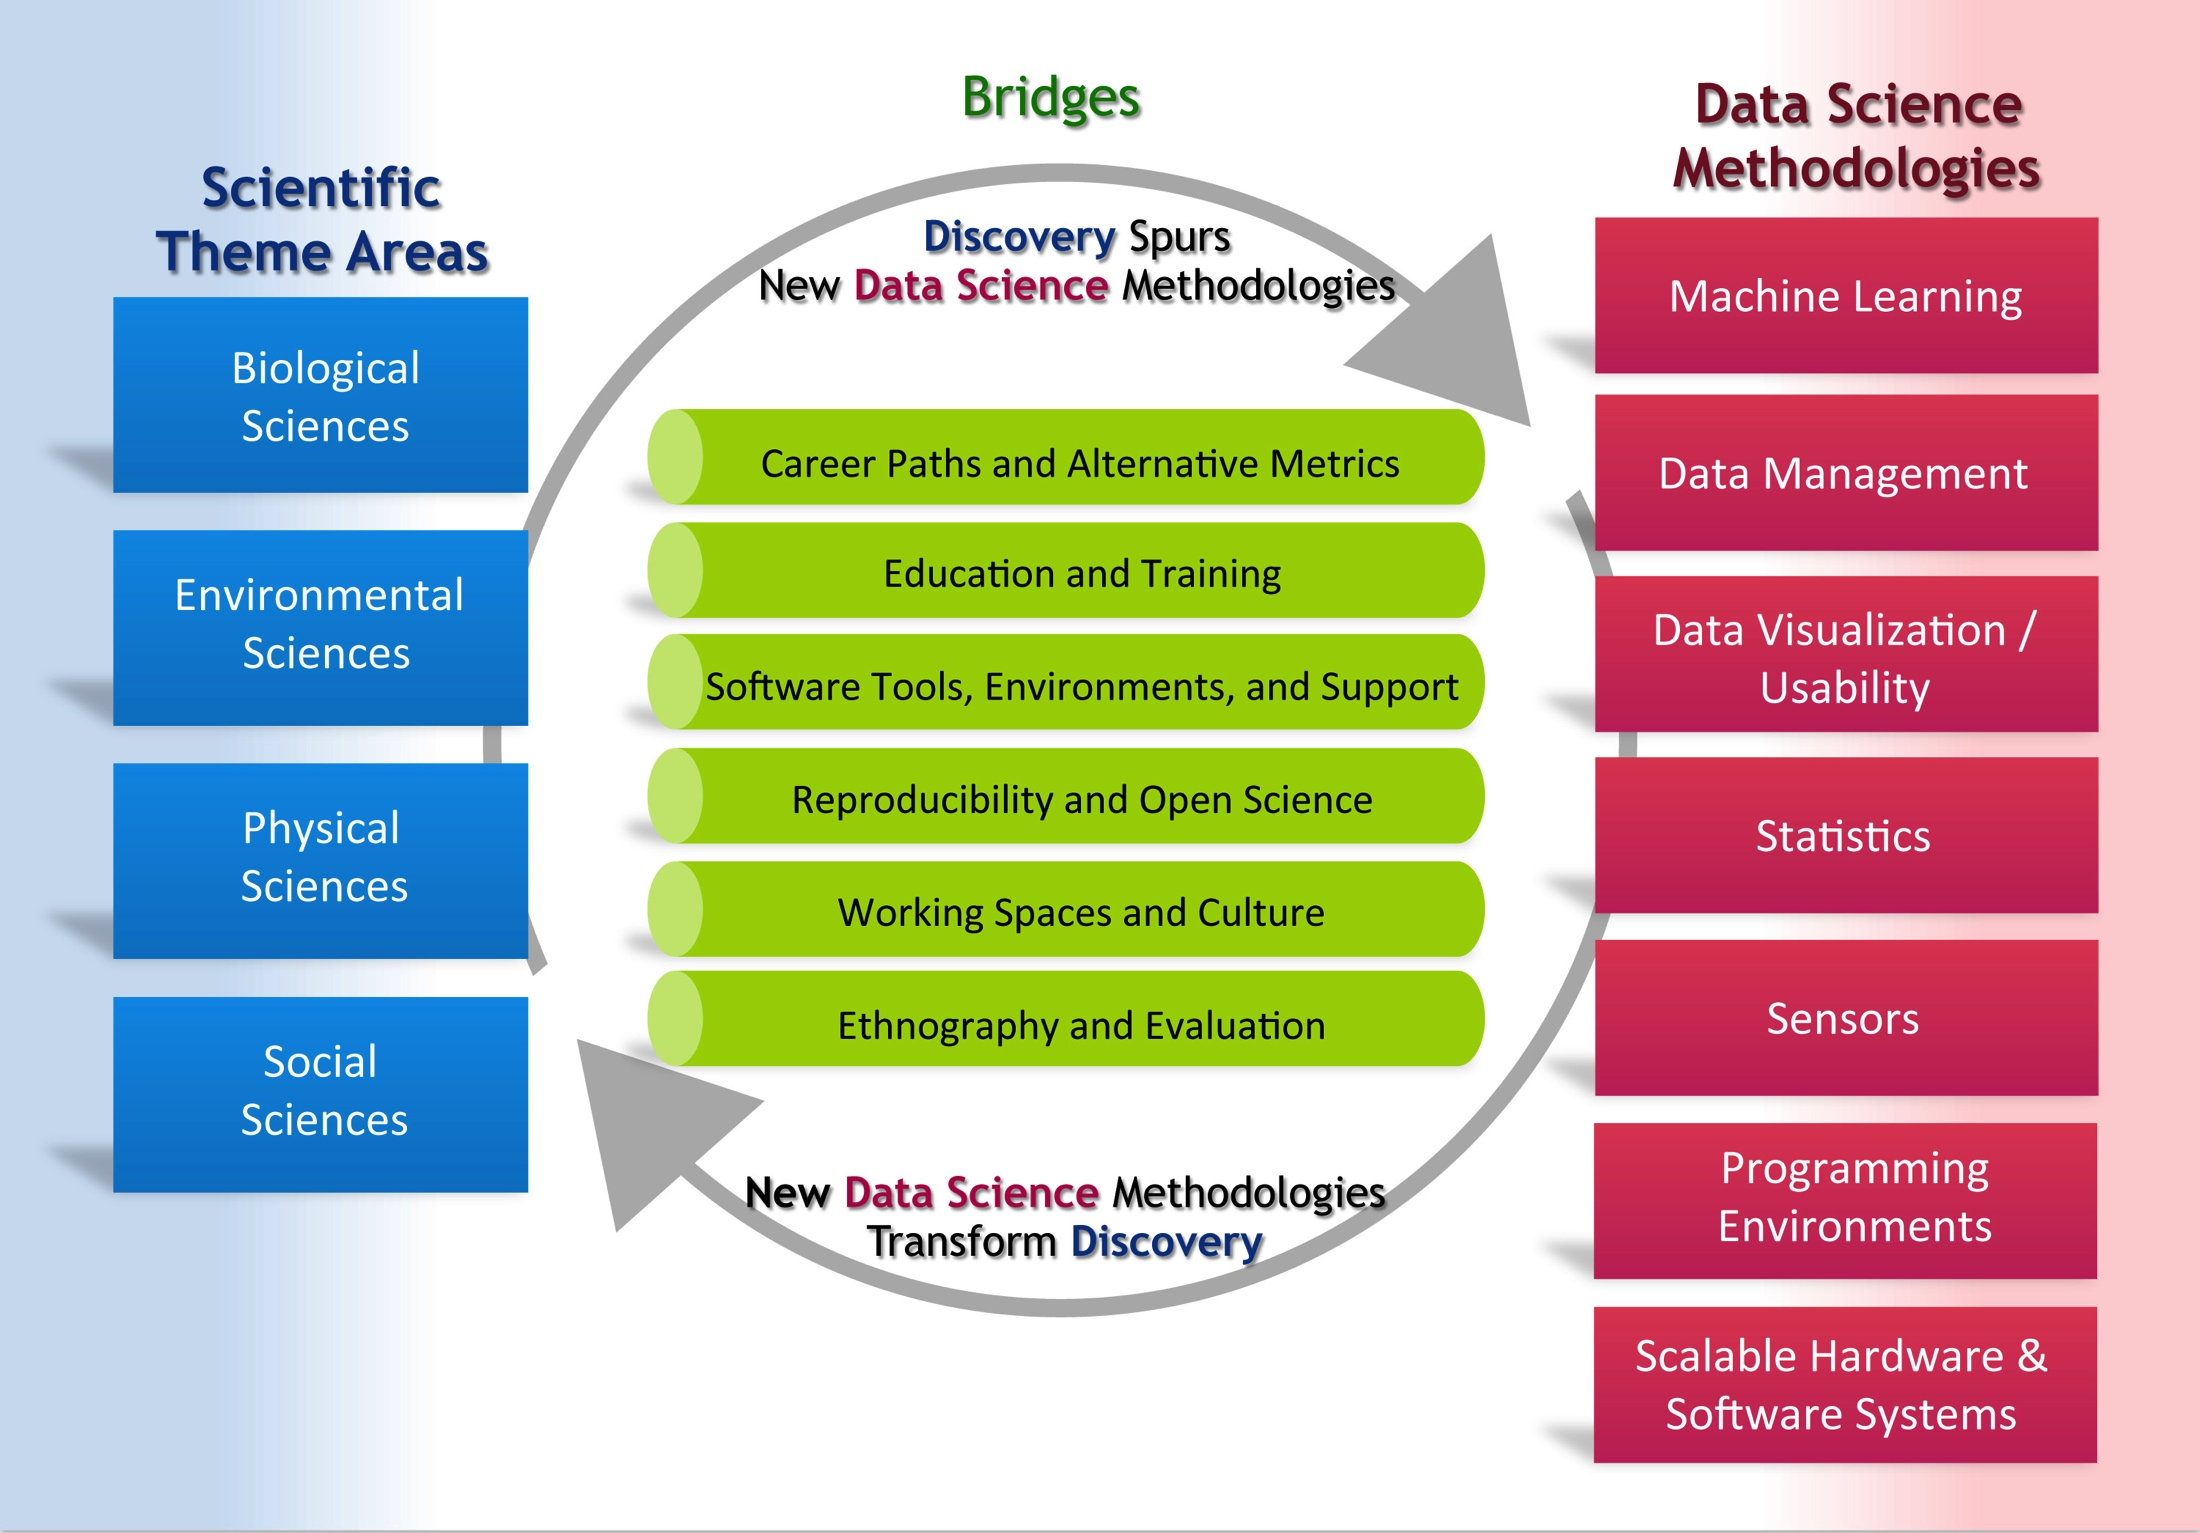 Bridges
Scientific
Theme Areas
Biological
Sciences
Environmental
Sciences
Physical
Sciences
Social
Sciences
Discovery Spurs
New Data Science Methodologies
Career Paths and Alternative Metrics
Education and Training
Software Tools, Environments, and Support
Reproducibility and Open Science
Working Spaces and Culture
Ethnography and Evaluation
New Data Science Methodologies
Transform Discovery
Data Science
Methodologies
Machine Learning
Data Management
Data Visualization /
Usability
Statistics
Sensors
Programming
Environments
Scalable Hardware &
Software Systems